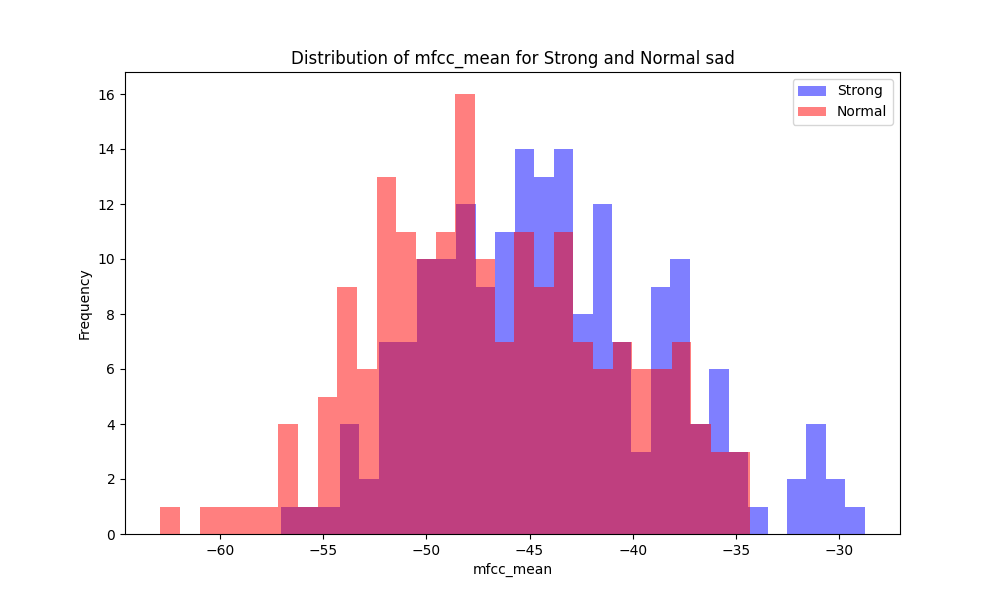 Distribution of mfcc_mean for Strong and Normal sad
Strong
Normal
Frequency
16
14
12
10
8
6
4
2
0
−60 −55 −50 −45 −40 −35 −30
mfcc_mean